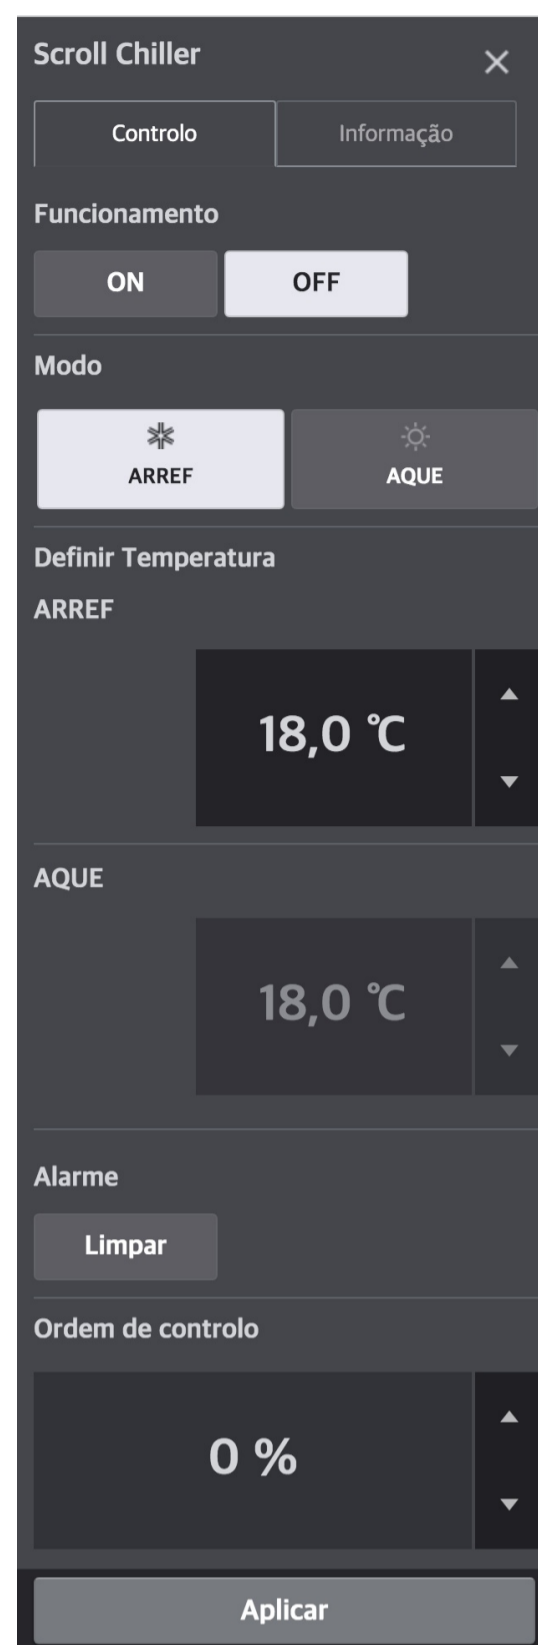 Scroll Chiller
Controlo Informação
Funcionamento
ON OFF
Modo
ARREF AQUE
Definir Temperatura
ARREF
18,0 ℃
AQUE
18,0 ℃
Alarme
Limpar
Ordem de controlo
0 %
Aplicar